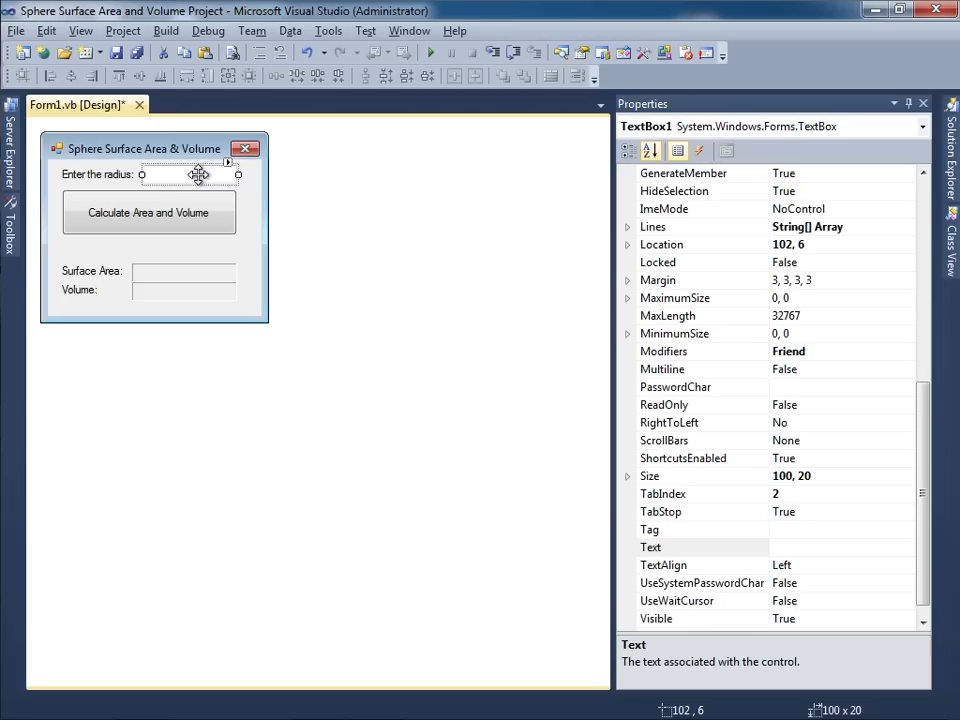 Sphere Surface Area and Volume Project - Microsoft Visual Studio (Administrator)
File Edit View Project Build Debug Team Data Tools Test Window Help
Form1.vb [Design]*
Properties
Server Explorer
Toolbox
Solution Explorer
Class View
Sphere Surface Area & Volume
Enter the radius:
Calculate Area and Volume
Surface Area:
Volume:
TextBox1 System.Windows.Forms.TextBox
GenerateMember True
HideSelection True
ImeMode NoControl
Lines String[] Array
Location 102, 6
Locked False
Margin 3, 3, 3, 3
MaximumSize 0, 0
MaxLength 32767
MinimumSize 0, 0
Modifiers Friend
Multiline False
PasswordChar
ReadOnly False
RightToLeft No
ScrollBars None
ShortcutsEnabled True
Size 100, 20
TabIndex 2
TabStop True
Tag
Text
TextAlign Left
UseSystemPasswordChar False
UseWaitCursor False
Visible True
Text
The text associated with the control.
102 , 6 100 x 20